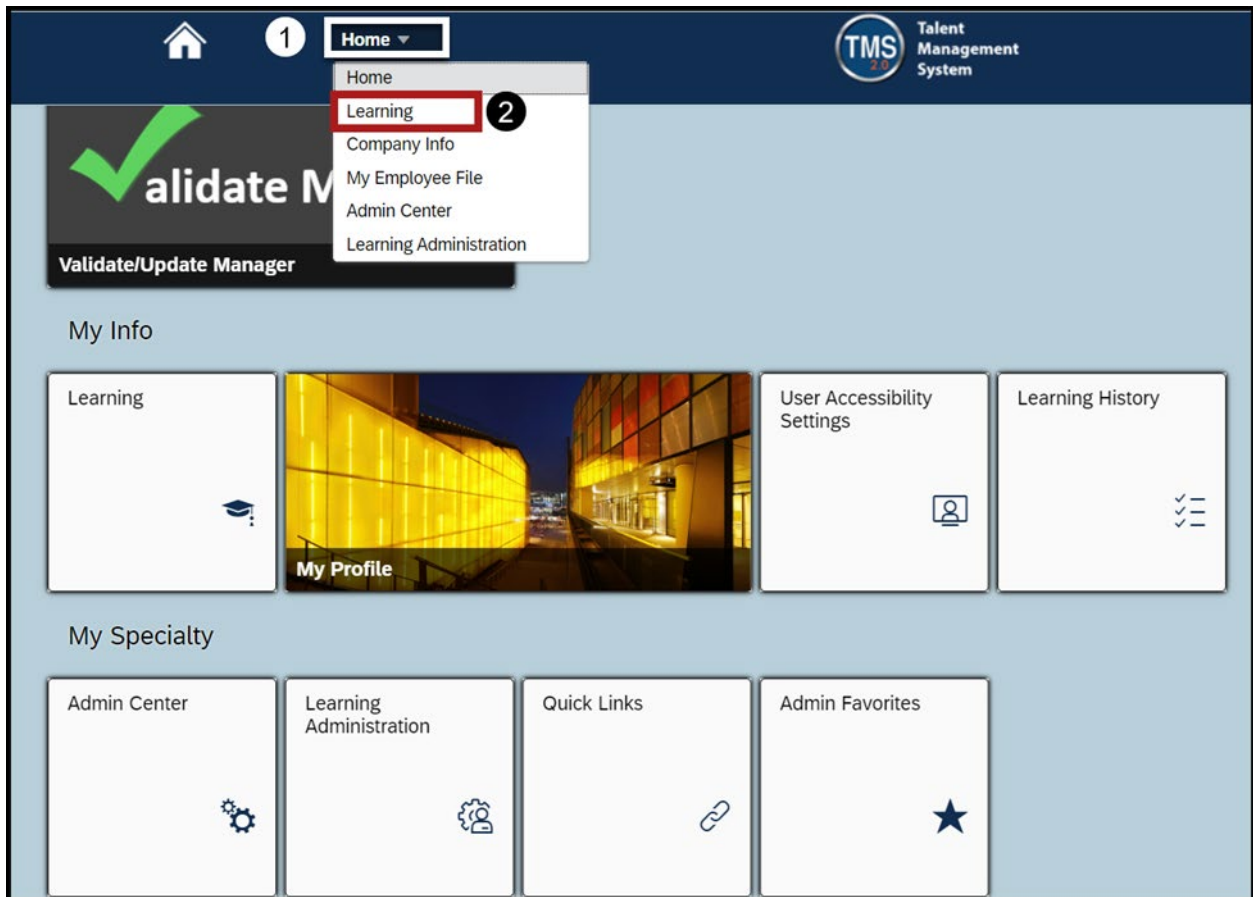 1
Home
TMS
2.0
Talent
Management
System
Home
Learning
2
Company Info
My Employee File
Admin Center
Learning Administration
alidate M
Validate/Update Manager
My Info
Learning
My Profile
User Accessibility
Settings
Learning History
My Specialty
Admin Center
Learning
Administration
Quick Links
Admin Favorites